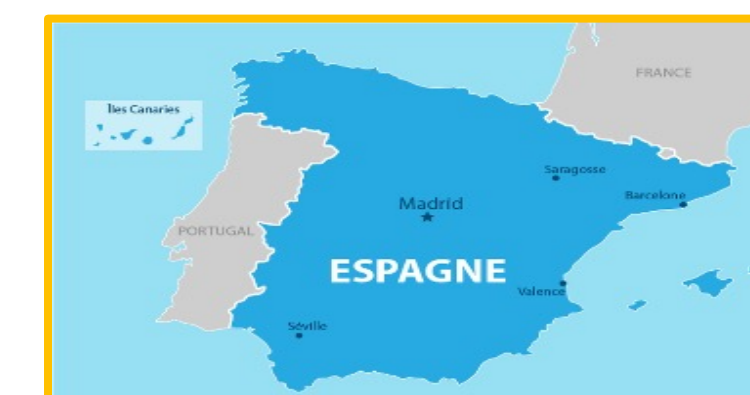 FRANCE
Îles Canaries
Saragosse
Barcelone
Madrid
PORTUGAL
ESPAGNE
Valence
Séville